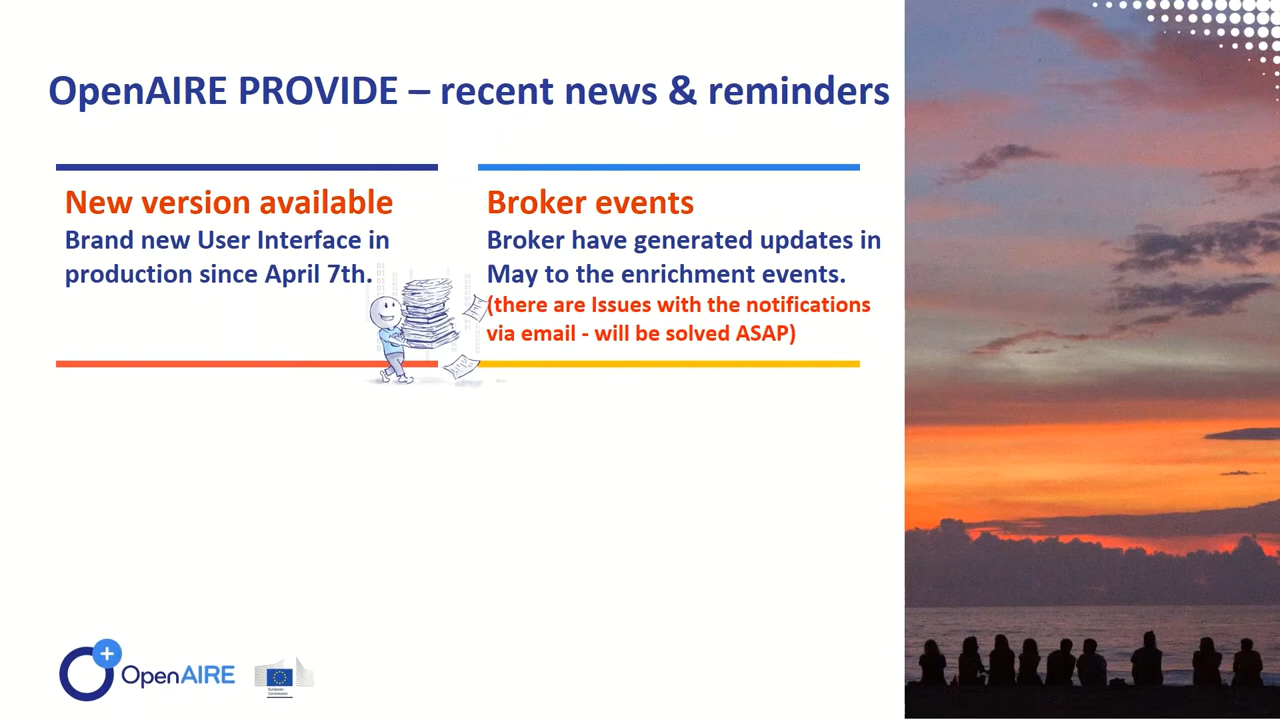 OpenAIRE PROVIDE – recent news & reminders
New version available
Brand new User Interface in
production since April 7th.
Broker events
Broker have generated updates in
May to the enrichment events.
(there are Issues with the notifications
via email - will be solved ASAP)
OpenAIRE
European
Commission